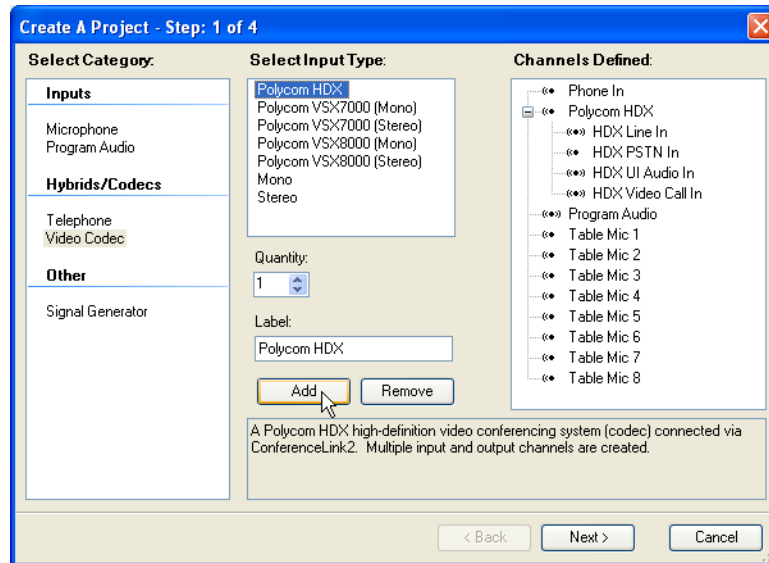 Create A Project - Step: 1 of 4
Select Category:
Inputs
Microphone
Program Audio
Hybrids/Codecs
Telephone
Video Codec
Other
Signal Generator
Select Input Type:
Polycom HDX
Polycom VSX7000 (Mono)
Polycom VSX7000 (Stereo)
Polycom VSX8000 (Mono)
Polycom VSX8000 (Stereo)
Mono
Stereo
Quantity:
1
Label:
Polycom HDX
Add
Remove
Channels Defined:
Phone In
Polycom HDX
HDX Line In
HDX PSTN In
HDX UI Audio In
HDX Video Call In
Program Audio
Table Mic 1
Table Mic 2
Table Mic 3
Table Mic 4
Table Mic 5
Table Mic 6
Table Mic 7
Table Mic 8
A Polycom HDX high-definition video conferencing system (codec) connected via
ConferenceLink2. Multiple input and output channels are created.
< Back
Next >
Cancel